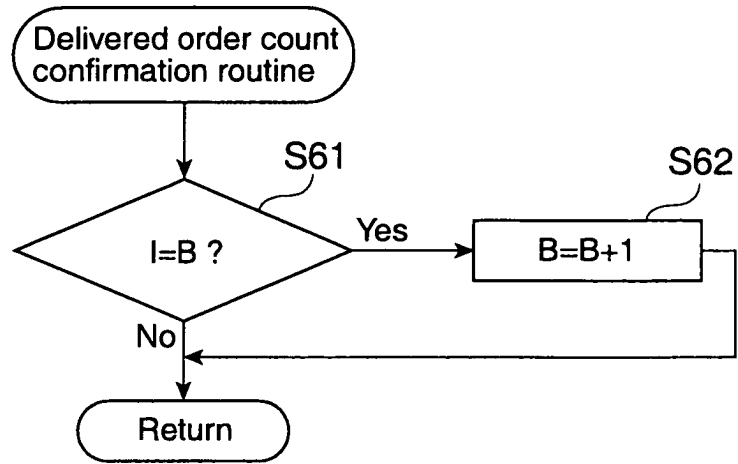 Delivered order count
confirmation routine
S61
S62
I=B ?
Yes
B=B+1
No
Return